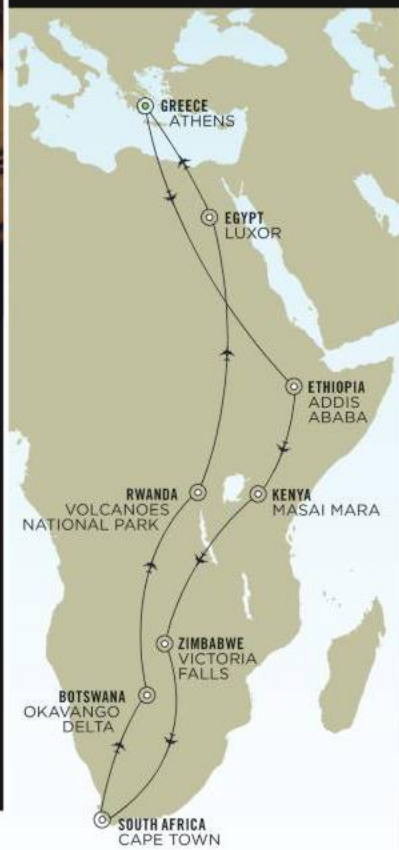 GREECE
ATHENS
EGYPT
LUXOR
ETHIOPIA
ADDIS
ABABA
RWANDA
VOLCANOES
NATIONAL PARK
KENYA
MASAI MARA
ZIMBABWE
VICTORIA
FALLS
BOTSWANA
OKAVANGO
DELTA
SOUTH AFRICA
CAPE TOWN